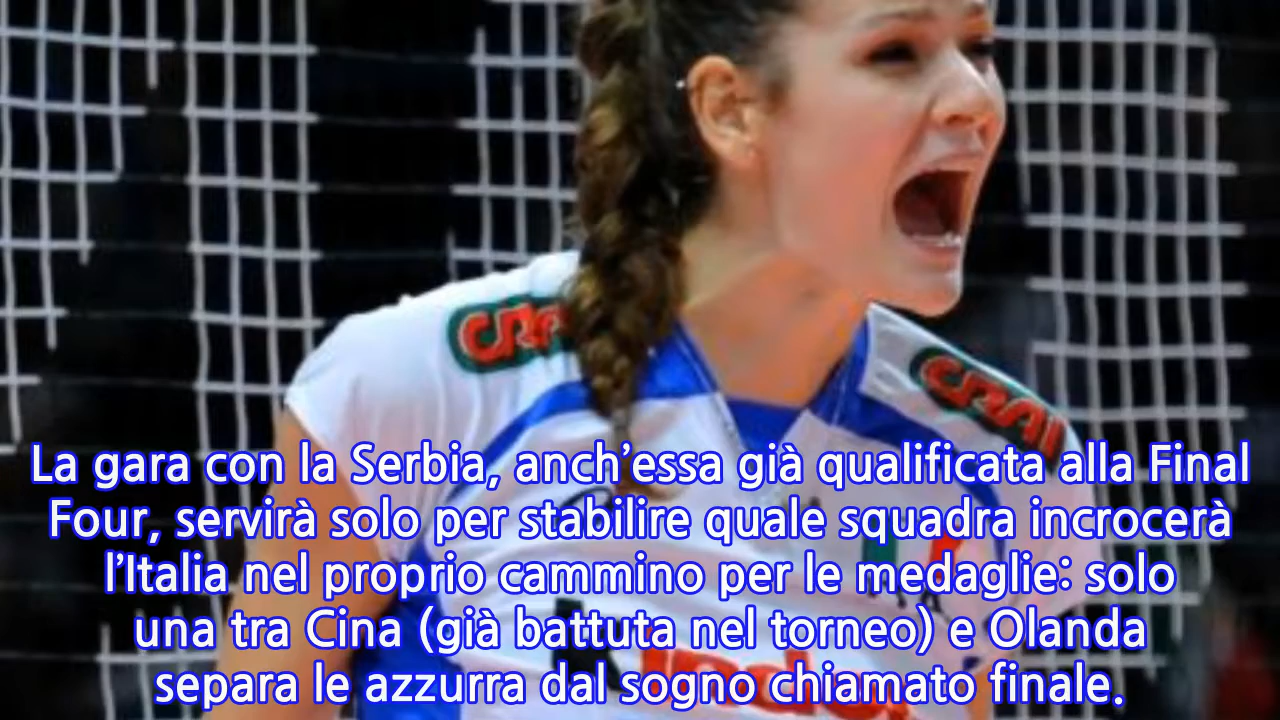 La gara con la Serbia, anch'essa già qualificata alla Final
Four, servirà solo per stabilire quale squadra incrocerà
l'Italia nel proprio cammino per le medaglie: solo
una tra Cina (già battuta nel torneo) e Olanda
separa le azzurra dal sogno chiamato finale.